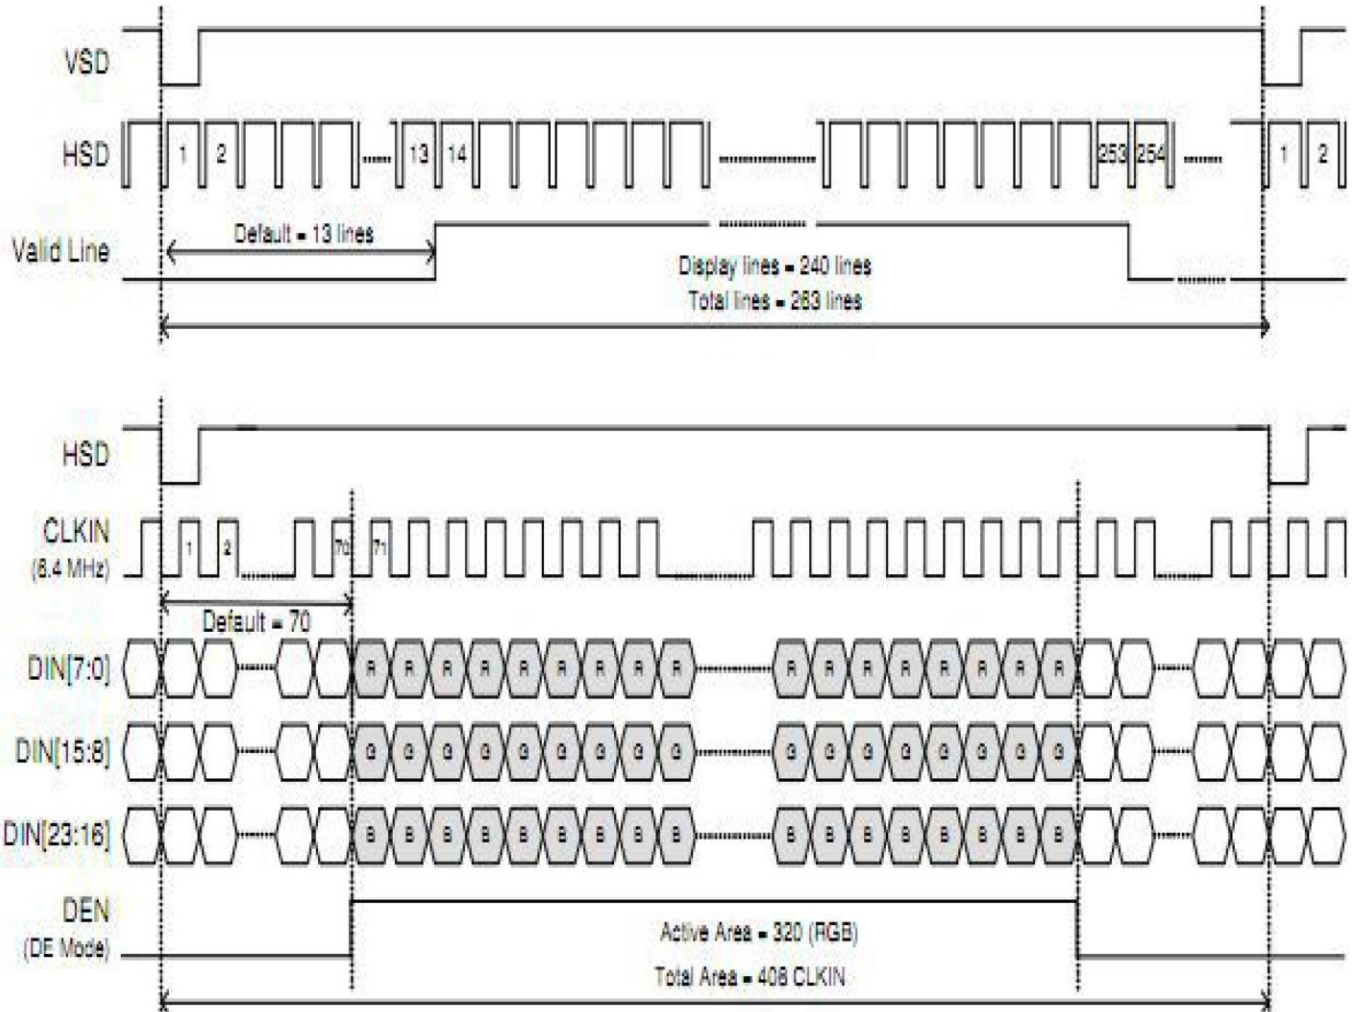 VSD
HSD
1 2 13 14 253 254 1 2
Valid Line
Default = 13 lines
Display lines = 240 lines
Total lines = 263 lines
HSD
CLKIN
(6.4 MHz)
1 2 70 71
Default = 70
DIN[7:0]
R R R R R R R R R R R R R R R R R
DIN[15:8]
G G G G G G G G G G G G G G G G G
DIN[23:16]
B B B B B B B B B B B B B B B B B
DEN
(DE Mode)
Active Area = 320 (RGB)
Total Area = 408 CLKIN